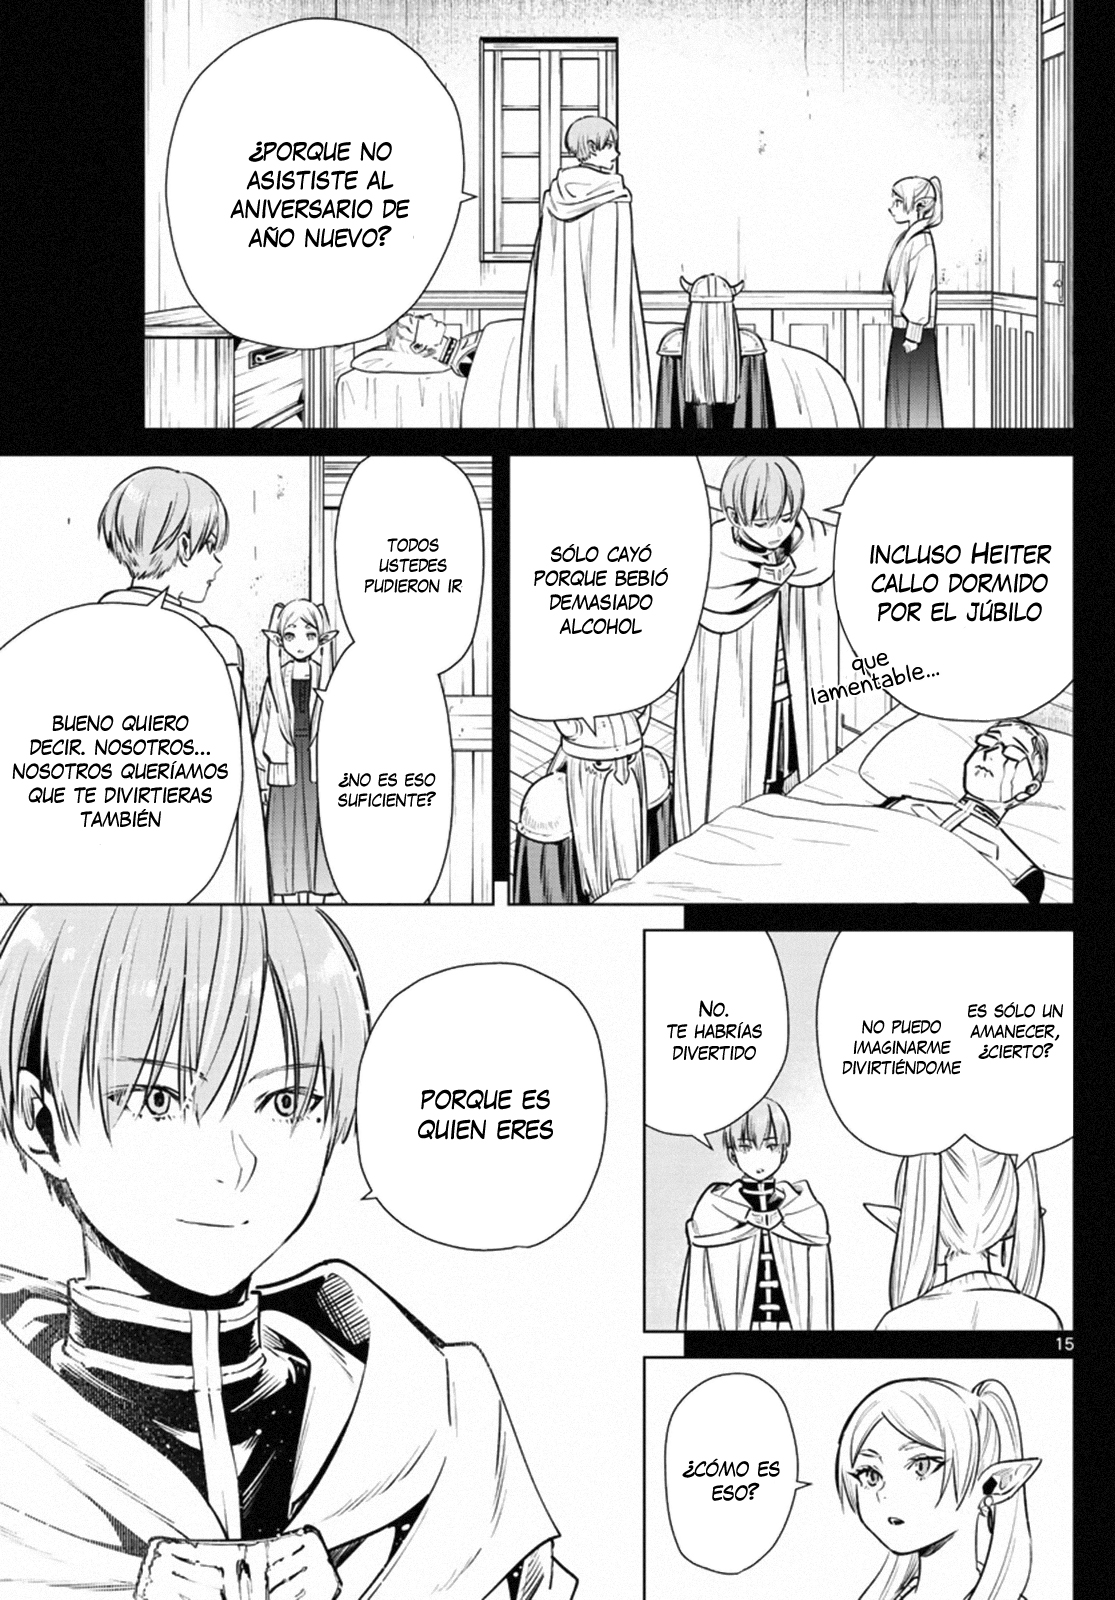 ¿PORQUE NO
ASISTISTE AL
ANIVERSARIO DE
AÑO NUEVO?
INCLUSO HEITER
CALLO DORMIDO
POR EL JÚBILO
que
lamentable...
SÓLO CAYÓ
PORQUE BEBIÓ
DEMASIADO
ALCOHOL
TODOS
USTEDES
PUDIERON IR
¿NO ES ESO
SUFICIENTE?
BUENO QUIERO
DECIR. NOSOTROS...
NOSOTROS QUERÍAMOS
QUE TE DIVIRTIERAS
TAMBIÉN
ES SÓLO UN
AMANECER,
¿CIERTO?
NO PUEDO
IMAGINARME
DIVIRTIÉNDOME
NO.
TE HABRÍAS
DIVERTIDO
PORQUE ES
QUIEN ERES
15
¿CÓMO ES
ESO?